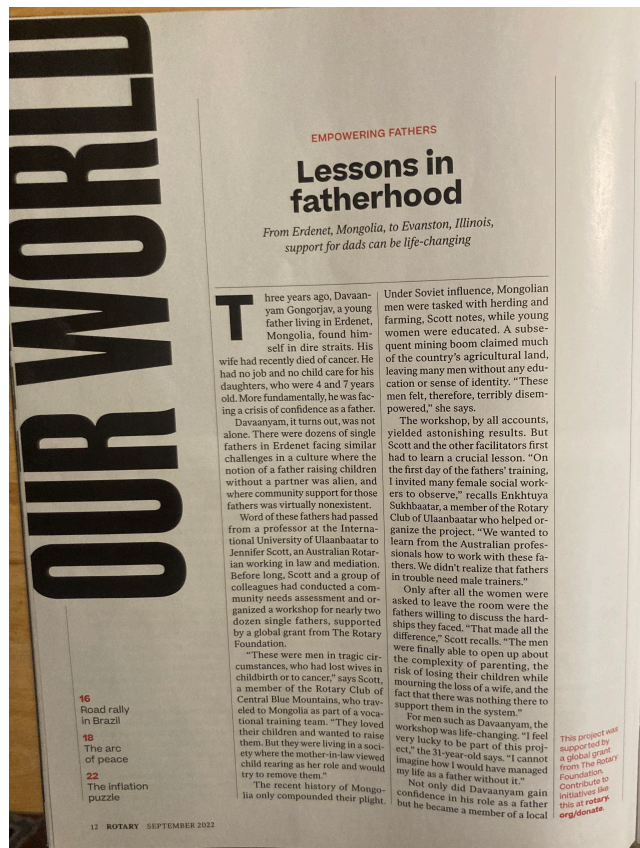 OUR WORLD
EMPOWERING FATHERS
Lessons in
fatherhood
From Erdenet, Mongolia, to Evanston, Illinois,
support for dads can be life-changing
Three years ago, Davaan-
yam Gongorjav, a young
father living in Erdenet,
Mongolia, found him-
self in dire straits. His
wife had recently died of cancer. He
had no job and no child care for his
daughters, who were 4 and 7 years
old. More fundamentally, he was fac-
ing a crisis of confidence as a father.
Davaanyam, it turns out, was not
alone. There were dozens of single
fathers in Erdenet facing similar
challenges in a culture where the
notion of a father raising children
without a partner was alien, and
where community support for those
fathers was virtually nonexistent.
Word of these fathers had passed
from a professor at the Interna-
tional University of Ulaanbaatar to
Jennifer Scott, an Australian Rotar-
ian working in law and mediation.
Before long, Scott and a group of
colleagues had conducted a com-
munity needs assessment and or-
ganized a workshop for nearly two
dozen single fathers, supported
by a global grant from The Rotary
Foundation.
"These were men in tragic cir-
cumstances, who had lost wives in
childbirth or to cancer," says Scott,
a member of the Rotary Club of
Central Blue Mountains, who trav-
eled to Mongolia as part of a voca-
tional training team. "They loved
their children and wanted to raise
them. But they were living in a soci-
ety where the mother-in-law viewed
child rearing as her role and would
try to remove them."
The recent history of Mongo-
lia only compounded their plight.
Under Soviet influence, Mongolian
men were tasked with herding and
farming, Scott notes, while young
women were educated. A subse-
quent mining boom claimed much
of the country's agricultural land,
leaving many men without any edu-
cation or sense of identity. "These
men felt, therefore, terribly disem-
powered," she says.
The workshop, by all accounts,
yielded astonishing results. But
Scott and the other facilitators first
had to learn a crucial lesson. "On
the first day of the fathers' training,
I invited many female social work-
ers to observe," recalls Enkhtuya
Sukhbaatar, a member of the Rotary
Club of Ulaanbaatar who helped or-
ganize the project. "We wanted to
learn from the Australian profes-
sionals how to work with these fa-
thers. We didn't realize that fathers
in trouble need male trainers."
Only after all the women were
asked to leave the room were the
fathers willing to discuss the hard-
ships they faced. "That made all the
difference," Scott recalls. "The men
were finally able to open up about
the complexity of parenting, the
risk of losing their children while
mourning the loss of a wife, and the
fact that there was nothing there to
support them in the system."
For men such as Davaanyam, the
workshop was life-changing. "I feel
very lucky to be part of this proj-
ect," the 31-year-old says. "I cannot
imagine how I would have managed
my life as a father without it."
Not only did Davaanyam gain
confidence in his role as a father
but he became a member of a local
This project was
supported by
a global grant
from The Rotary
Foundation.
Contribute to
initiatives like
this at rotary.
org/donate.
16
Road rally
in Brazil
18
The arc
of peace
22
The inflation
puzzle
12 ROTARY SEPTEMBER 2022